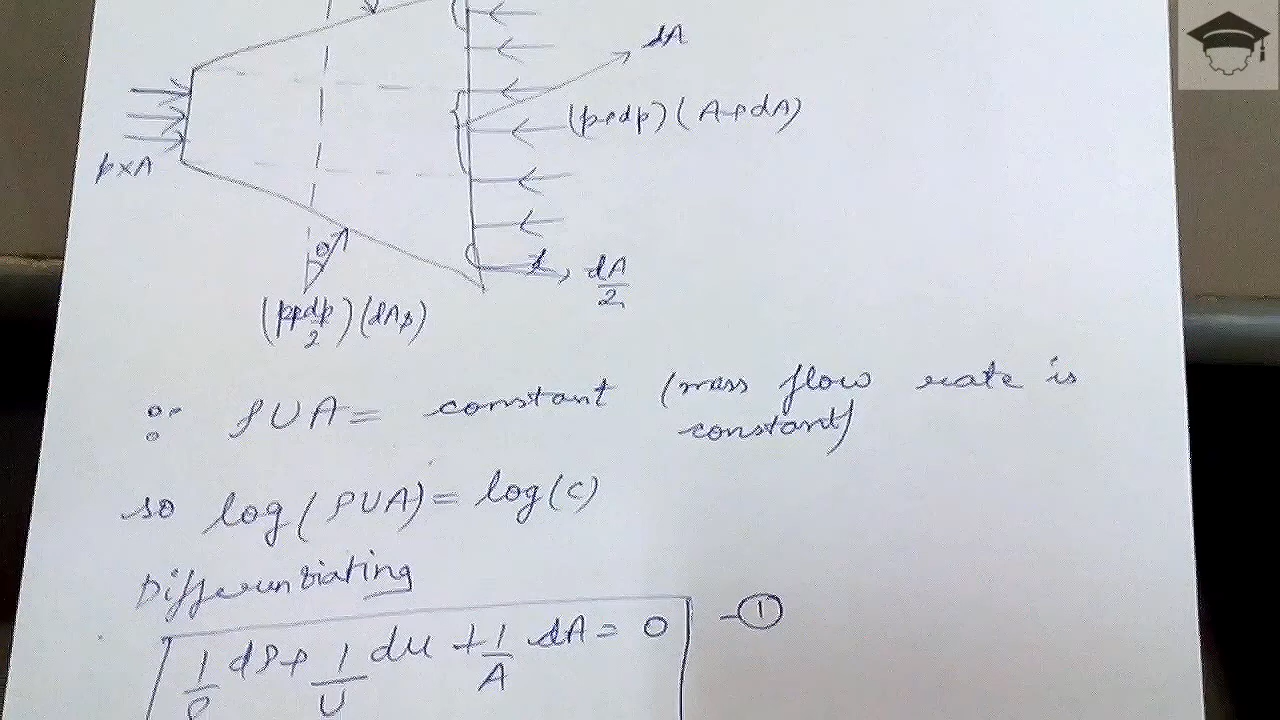 dA
(p+dp)(A+dA)
p×A
θ
dA/2
(p+dp/2)(dAp)
∵ ρUA = constant (mass flow rate is
constant)
so log(ρUA) = log(c)
Differentiating
1/ρ dρ + 1/U du + 1/A dA = 0 -①